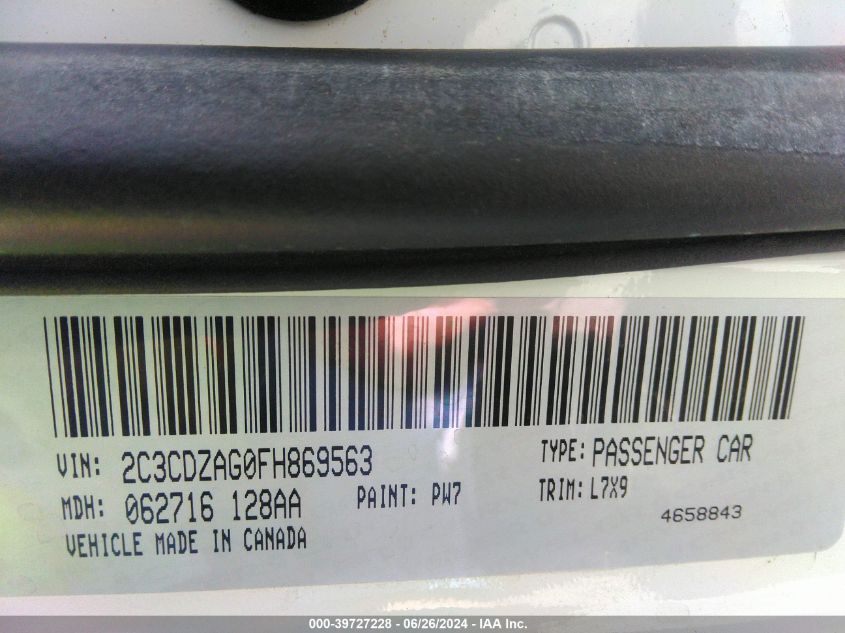 VIN: 2C3CDZAG0FH869563 TYPE: PASSENGER CAR
MDH: 062716 128AA PAINT: PW7 TRIM: L7X9
VEHICLE MADE IN CANADA 4658843
000-39727228 - 06/26/2024 - IAA Inc.